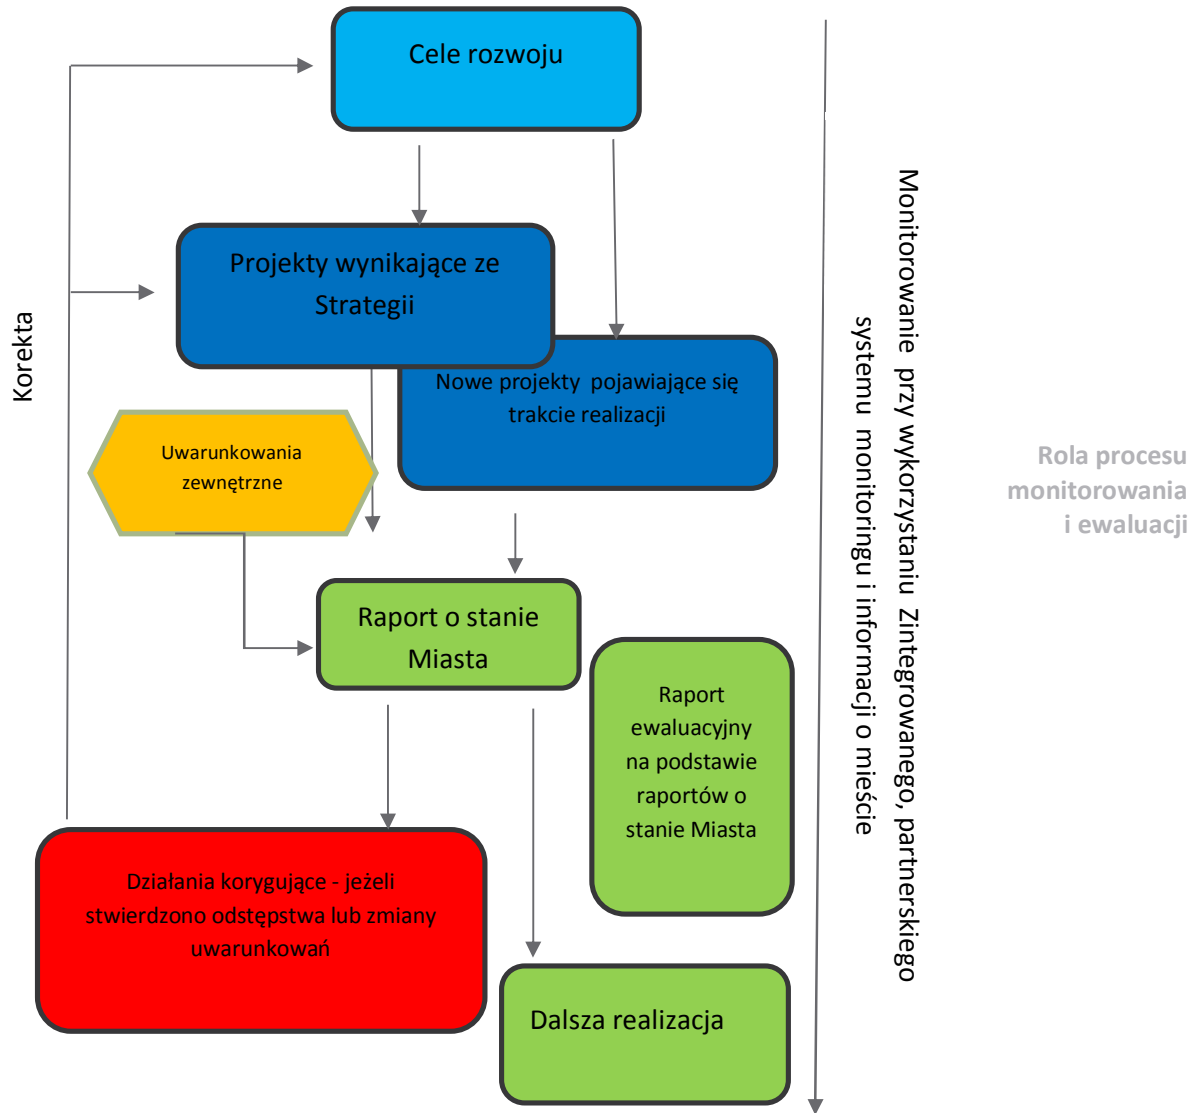 Cele rozwoju
Projekty wynikające ze
Strategii
Nowe projekty pojawiające się
trakcie realizacji
Korekta
Uwarunkowania
zewnętrzne
Raport o stanie
Miasta
Raport
ewaluacyjny
na podstawie
raportów o
stanie Miasta
Działania korygujące - jeżeli
stwierdzono odstępstwa lub zmiany
uwarunkowań
Dalsza realizacja
Monitorowanie przy wykorzystaniu Zintegrowanego, partnerskiego
systemu monitoringu i informacji o mieście
Rola procesu
monitorowania
i ewaluacji